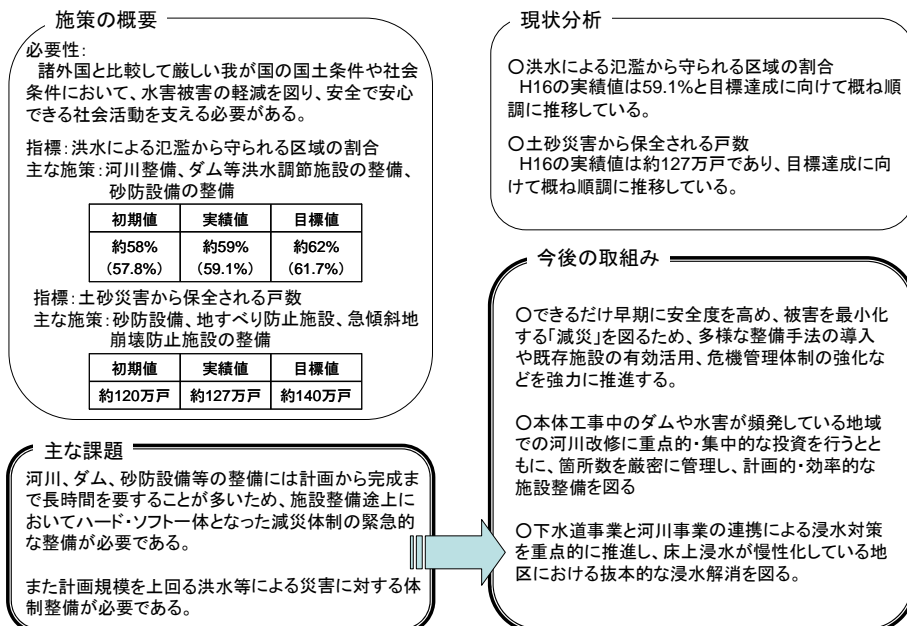 施策の概要
必要性：
諸外国と比較して厳しい我が国の国土条件や社会
条件において、水害被害の軽減を図り、安全で安心
できる社会活動を支える必要がある。
指標：洪水による氾濫から守られる区域の割合
主な施策：河川整備、ダム等洪水調節施設の整備、
砂防設備の整備
初期値 実績値 目標値
約58% 約59% 約62%
(57.8%) (59.1%) (61.7%)
指標：土砂災害から保全される戸数
主な施策：砂防設備、地すべり防止施設、急傾斜地
崩壊防止施設の整備
初期値 実績値 目標値
約120万戸 約127万戸 約140万戸
主な課題
河川、ダム、砂防設備等の整備には計画から完成ま
で長時間を要することが多いため、施設整備途上に
おいてハード・ソフト一体となった減災体制の緊急的
な整備が必要である。
また計画規模を上回る洪水等による災害に対する体
制整備が必要である。
現状分析
○洪水による氾濫から守られる区域の割合
H16の実績値は59.1%と目標達成に向けて概ね順
調に推移している。
○土砂災害から保全される戸数
H16の実績値は約127万戸であり、目標達成に向
けて概ね順調に推移している。
今後の取組み
○できるだけ早期に安全度を高め、被害を最小化
する「減災」を図るため、多様な整備手法の導入
や既存施設の有効活用、危機管理体制の強化な
どを強力に推進する。
○本体工事中のダムや水害が頻発している地域
での河川改修に重点的・集中的な投資を行うとと
もに、箇所数を厳密に管理し、計画的・効率的な
施設整備を図る
○下水道事業と河川事業の連携による浸水対策
を重点的に推進し、床上浸水が慢性化している地
区における抜本的な浸水解消を図る。